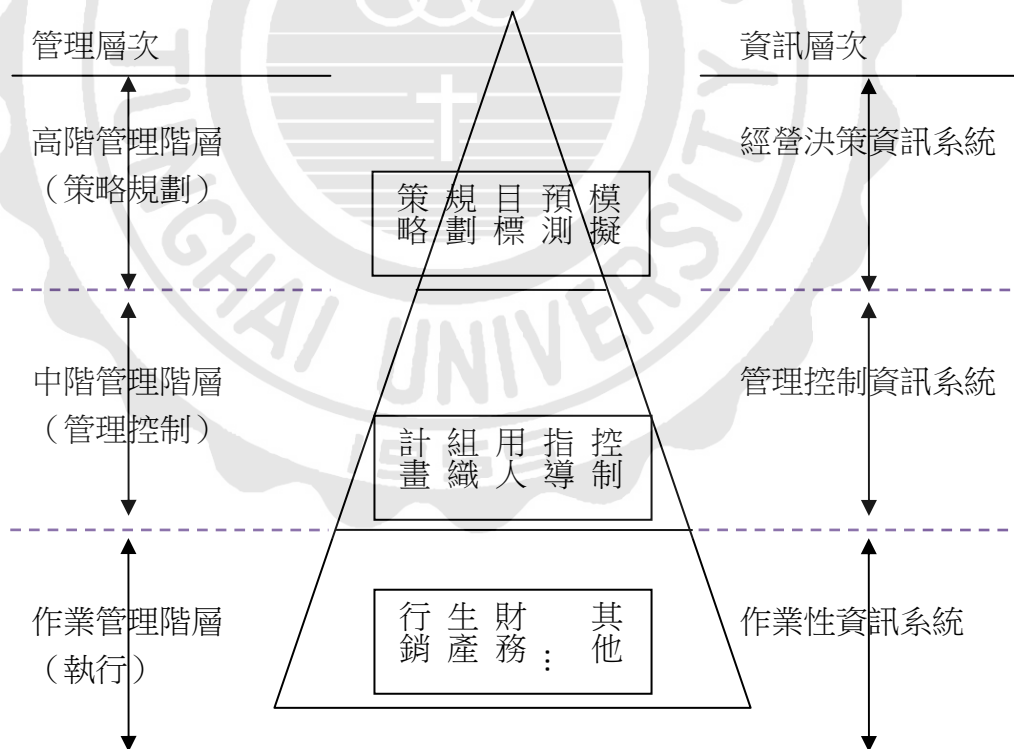 管理層次
資訊層次
高階管理階層
（策略規劃）
策略 規劃 目標 預測 模擬
經營決策資訊系統
中階管理階層
（管理控制）
計畫 組織 用人 指導 控制
管理控制資訊系統
作業管理階層
（執行）
行銷 生產 財務 … 其他
作業性資訊系統
UNGHAI UNIVERSITY
1955